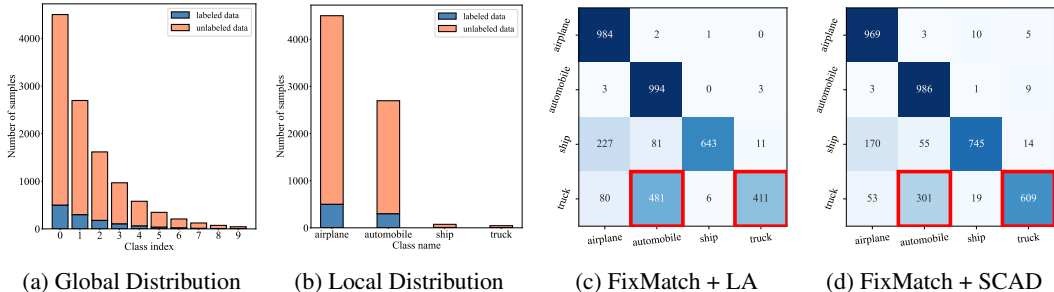 labeled data
unlabeled data
Number of samples
4000
3000
2000
1000
0
0 1 2 3 4 5 6 7 8 9
Class index
(a) Global Distribution
labeled data
unlabeled data
Number of samples
4000
3000
2000
1000
0
airplane automobile ship truck
Class name
(b) Local Distribution
airplane 984 2 1 0
automobile 3 994 0 3
ship 227 81 643 11
truck 80 481 6 411
airplane automobile ship truck
(c) FixMatch + LA
airplane 969 3 10 5
automobile 3 986 1 9
ship 170 55 745 14
truck 53 301 19 609
airplane automobile ship truck
(d) FixMatch + SCAD